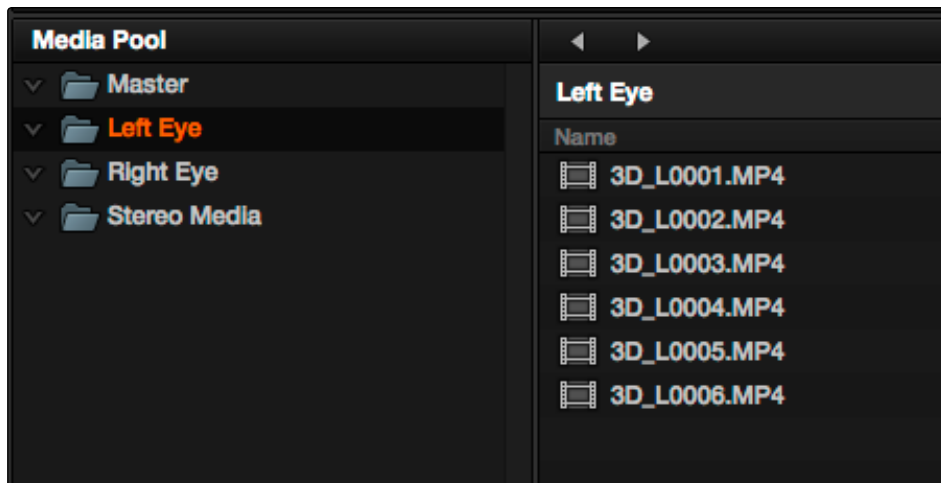 Media Pool
Master
Left Eye
Right Eye
Stereo Media
Left Eye
Name
3D_L0001.MP4
3D_L0002.MP4
3D_L0003.MP4
3D_L0004.MP4
3D_L0005.MP4
3D_L0006.MP4